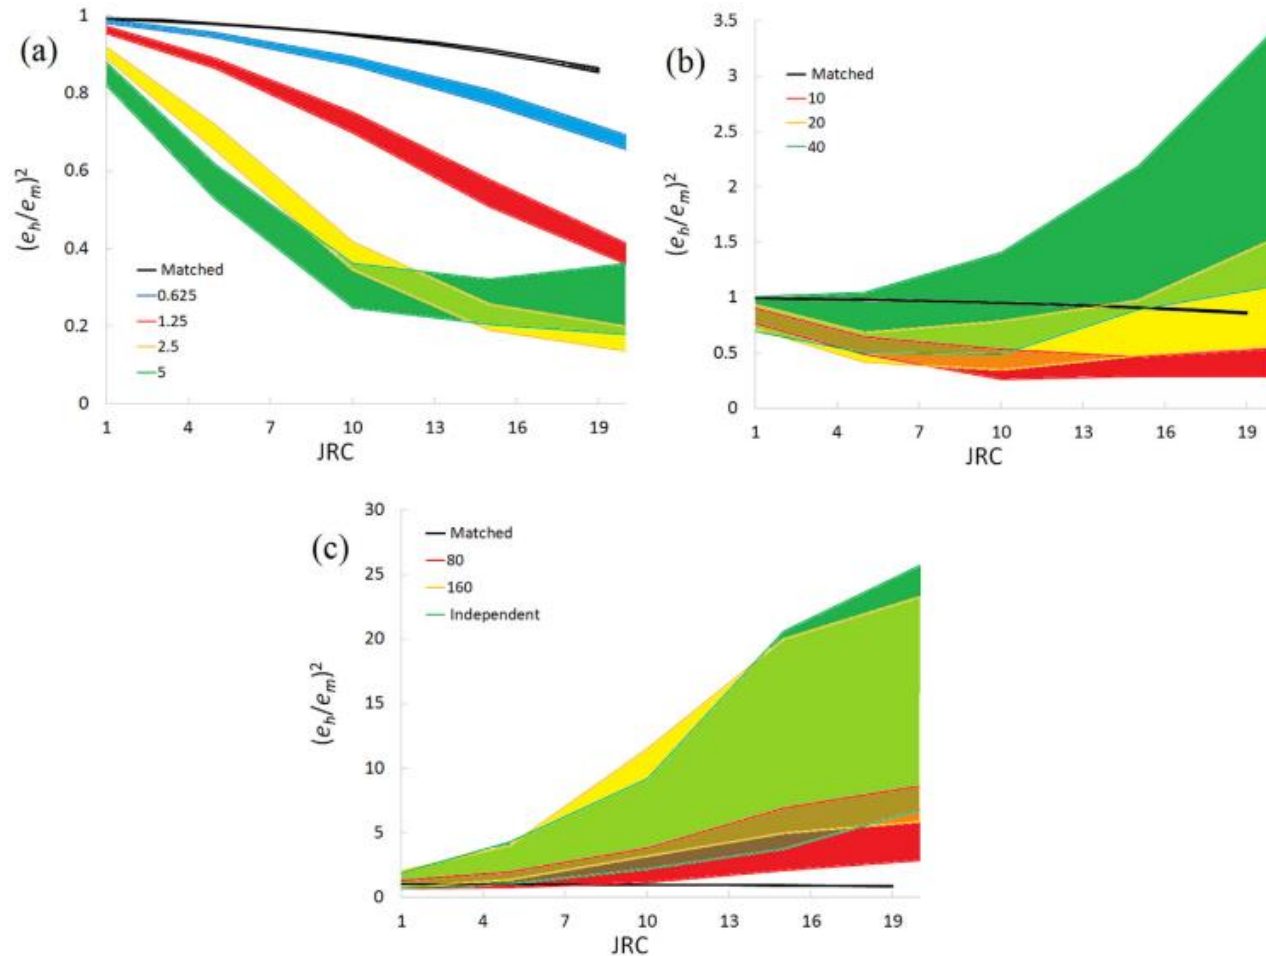 (a)
1
0.8
0.6
0.4
0.2
0
(e_h/e_m)²
Matched
0.625
1.25
2.5
5
1 4 7 10 13 16 19
JRC
(b)
3.5
3
2.5
2
1.5
1
0.5
0
(e_h/e_m)²
Matched
10
20
40
1 4 7 10 13 16 19
JRC
(c)
30
25
20
15
10
5
0
(e_h/e_m)²
Matched
80
160
Independent
1 4 7 10 13 16 19
JRC